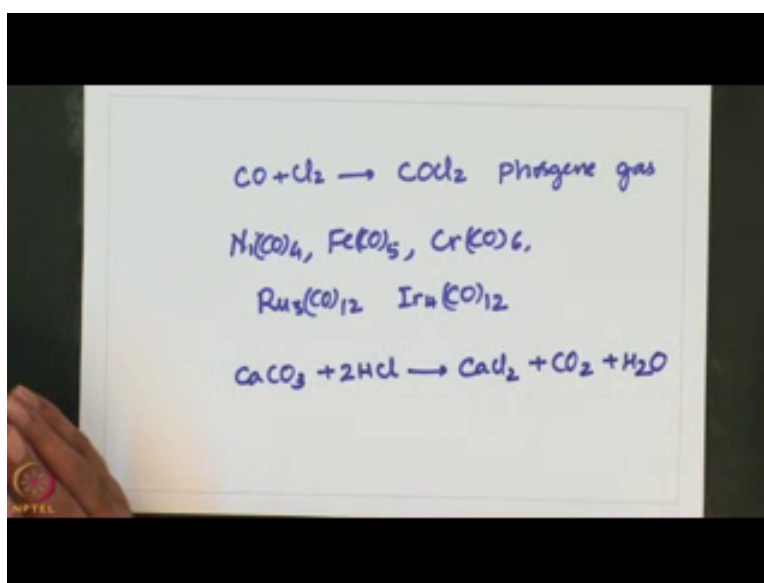 CO + Cl2 → COCl2 phosgene gas
Ni(CO)4, Fe(CO)5, Cr(CO)6,
Ru3(CO)12 Ir4(CO)12
CaCO3 + 2HCl → CaCl2 + CO2 + H2O
NPTEL